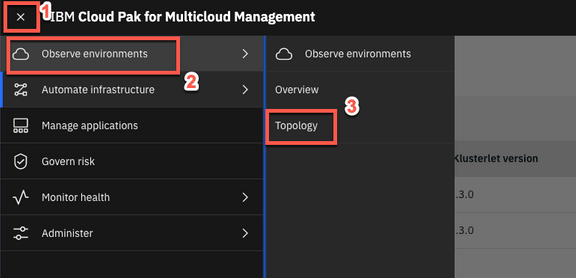 1
IBM Cloud Pak for Multicloud Management
Observe environments
2
Automate infrastructure
Manage applications
Govern risk
Monitor health
Administer
Observe environments
Overview
3
Topology
Klusterlet version
.3.0
.3.0